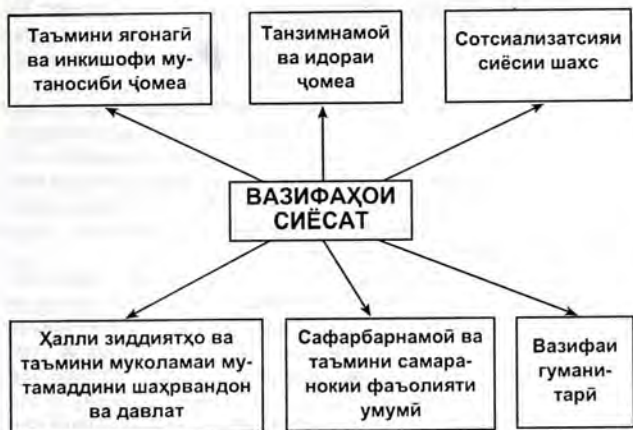 Таъмини ягонагӣ
ва инкишофи му-
таносиби ҷомеа
Танзимнамоӣ
ва идораи
ҷомеа
Сотсиализатсияи
сиёсии шахс
ВАЗИФАҲОИ
СИЁСАТ
Ҳалли зиддиятҳо ва
таъмини муколамаи му-
тамаддини шаҳрвандон
ва давлат
Сафарбарнамоӣ ва
таъмини самара-
нокии фаъолияти
умумӣ
Вазифаи
гумани-
тарӣ